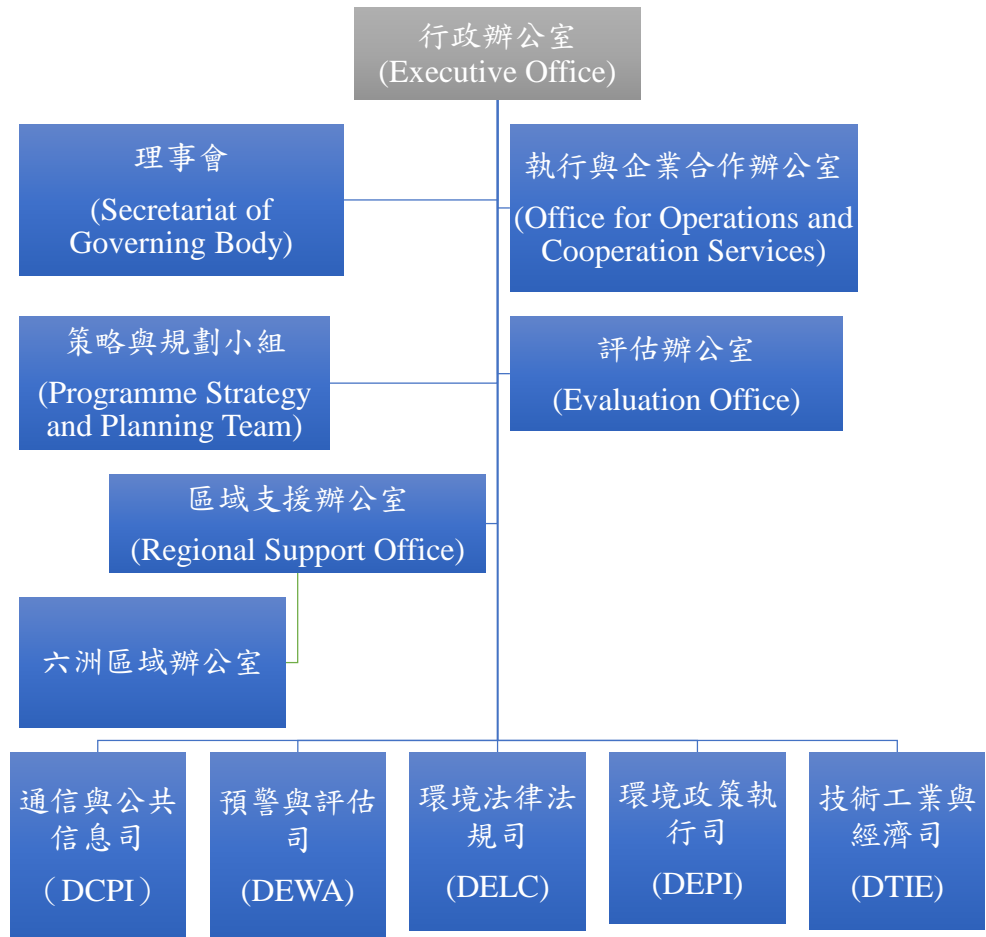 行政辦公室
(Executive Office)
理事會
(Secretariat of
Governing Body)
執行與企業合作辦公室
(Office for Operations and
Cooperation Services)
策略與規劃小組
(Programme Strategy
and Planning Team)
評估辦公室
(Evaluation Office)
區域支援辦公室
(Regional Support Office)
六洲區域辦公室
通信與公共
信息司
（DCPI）
預警與評估
司
(DEWA)
環境法律法
規司
(DELC)
環境政策執
行司
(DEPI)
技術工業與
經濟司
(DTIE)